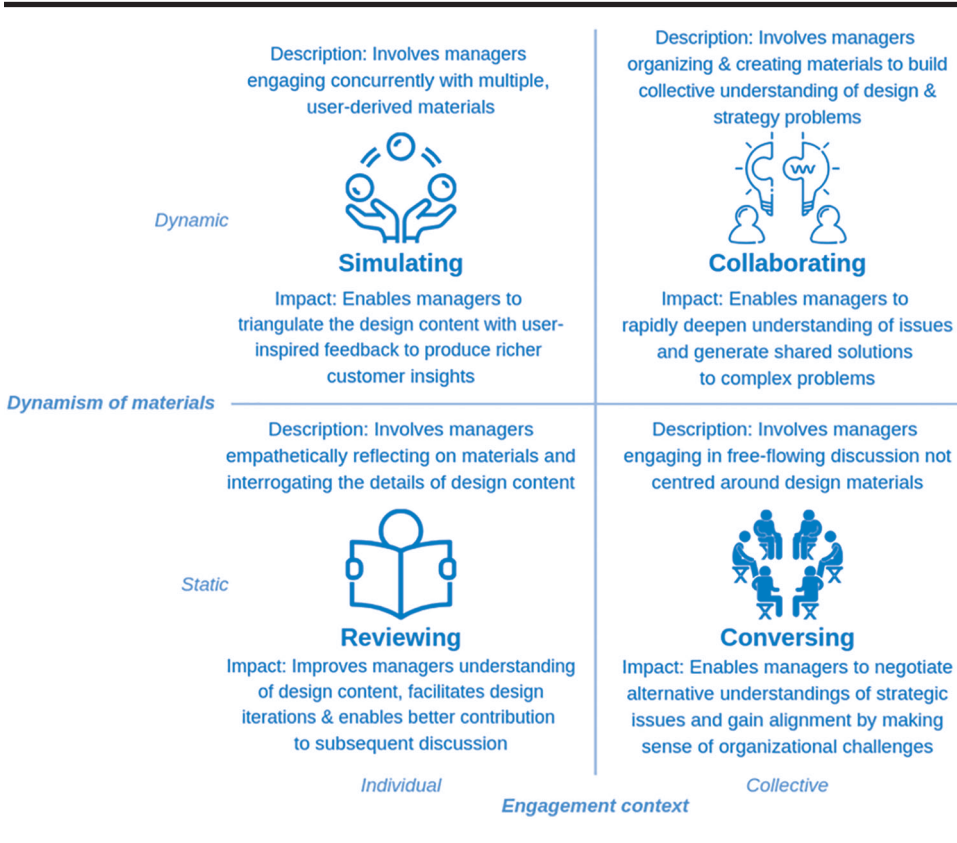 Description: Involves managers
engaging concurrently with multiple,
user-derived materials
Description: Involves managers
organizing & creating materials to build
collective understanding of design &
strategy problems
Dynamic
Simulating
Collaborating
Impact: Enables managers to
triangulate the design content with user-
inspired feedback to produce richer
customer insights
Impact: Enables managers to
rapidly deepen understanding of issues
and generate shared solutions
to complex problems
Dynamism of materials
Description: Involves managers
empathetically reflecting on materials and
interrogating the details of design content
Description: Involves managers
engaging in free-flowing discussion not
centred around design materials
Static
Reviewing
Conversing
Impact: Improves managers understanding
of design content, facilitates design
iterations & enables better contribution
to subsequent discussion
Impact: Enables managers to negotiate
alternative understandings of strategic
issues and gain alignment by making
sense of organizational challenges
Individual
Collective
Engagement context